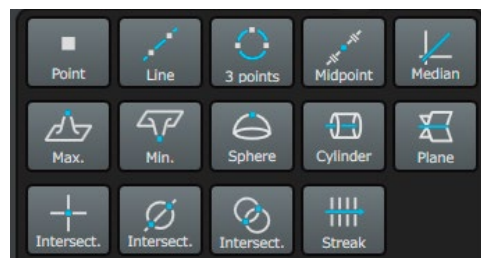 Point Line 3 points Midpoint Median
Max. Min. Sphere Cylinder Plane
Intersect. Intersect. Intersect. Streak